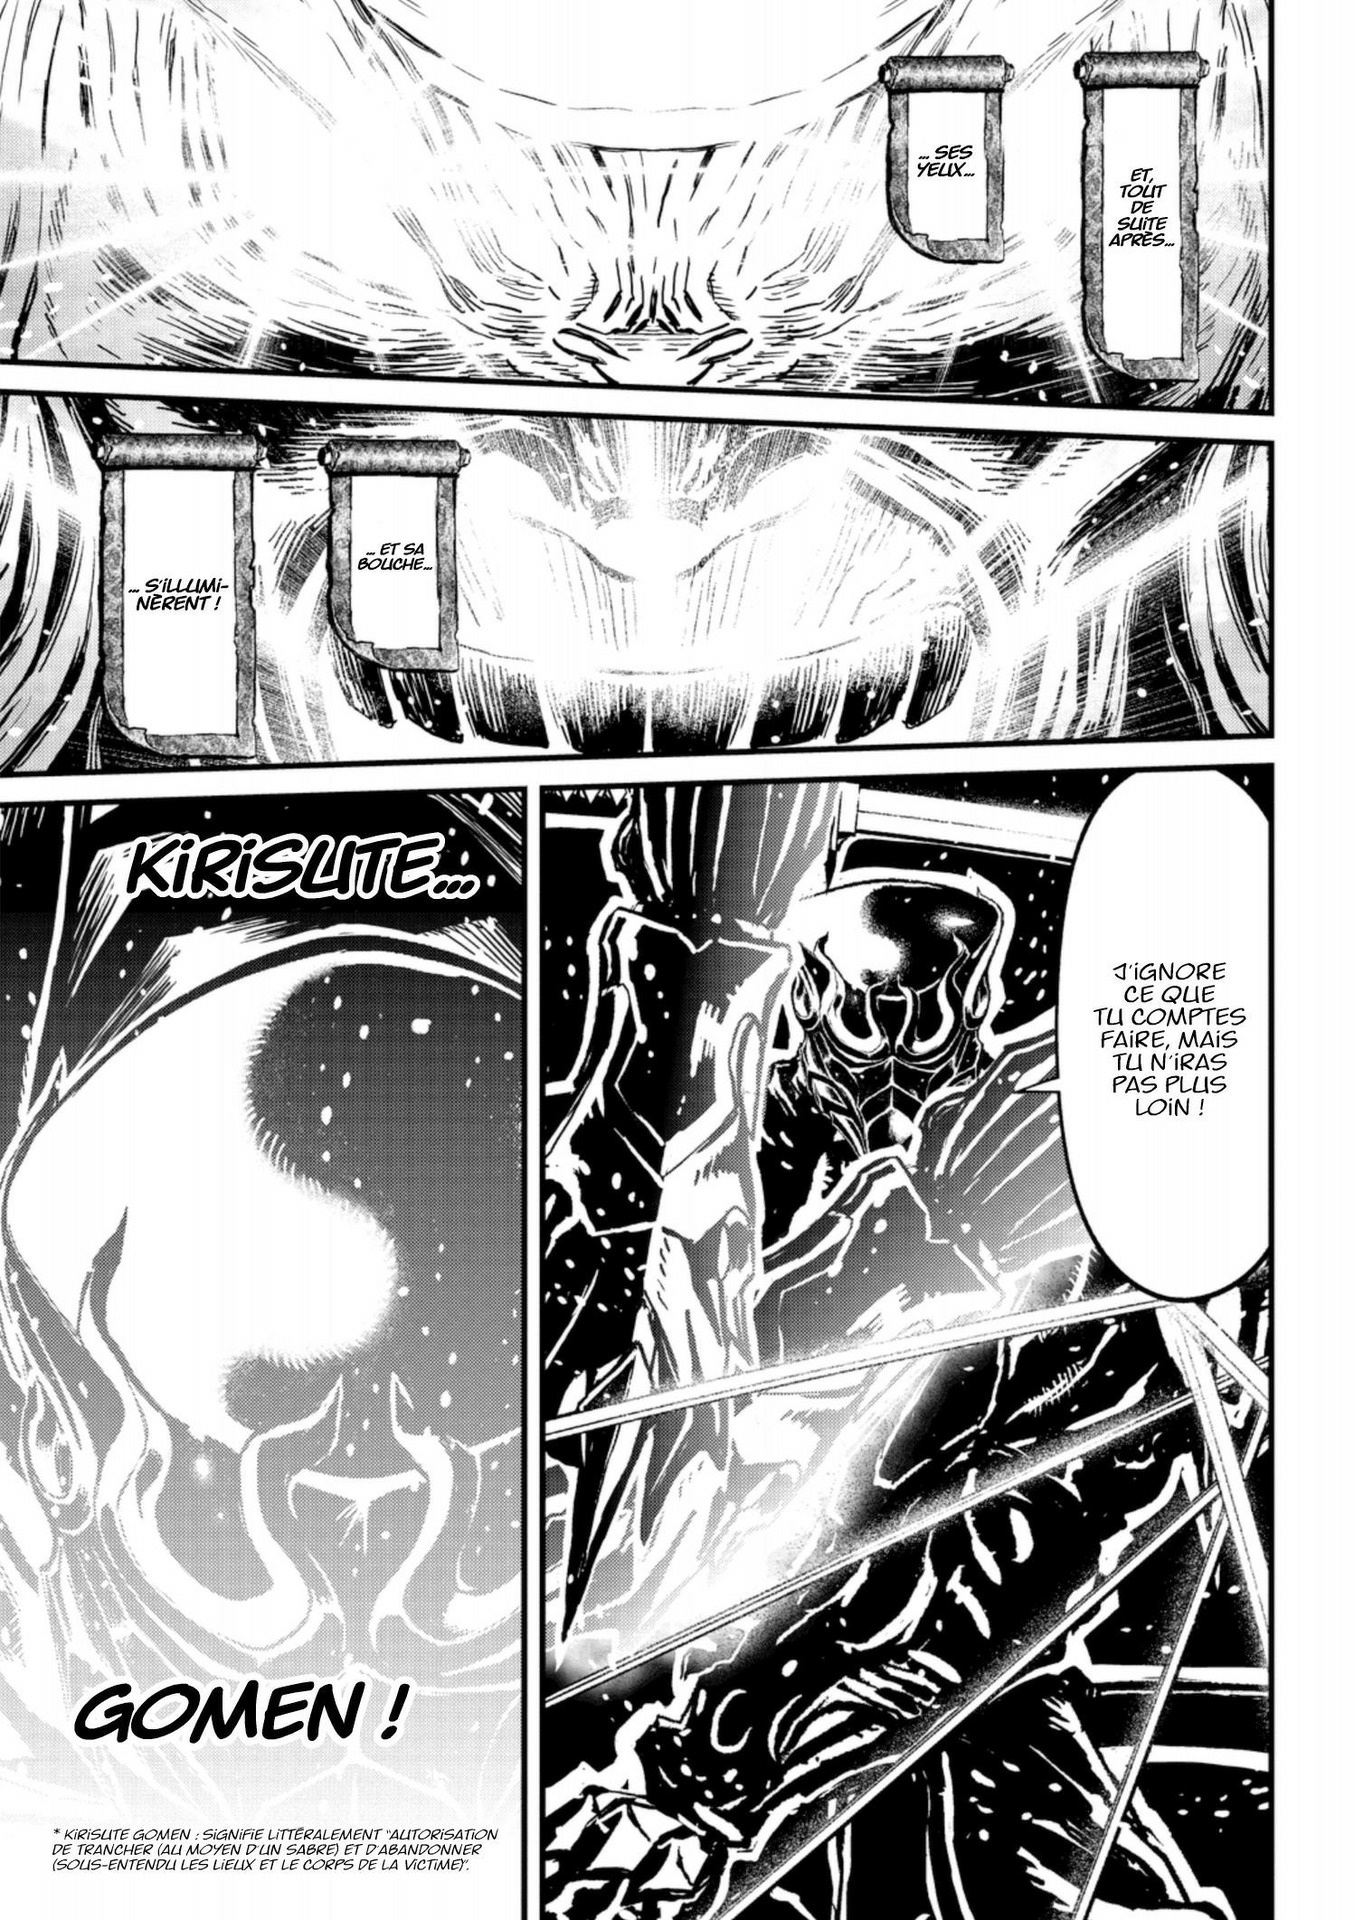 ET,
TOUT
DE
SUITE
APRÈS...
... SES
YEUX...
... ET SA
BOUCHE...
... S'ILLUMI-
NÈRENT !
J'IGNORE
CE QUE
TU COMPTES
FAIRE, MAIS
TU N'IRAS
PAS PLUS
LOIN !
KIRISUTE...
GOMEN !
* KIRISUTE GOMEN : SIGNIFIE LITTÉRALEMENT "AUTORISATION
DE TRANCHER (AU MOYEN D'UN SABRE) ET D'ABANDONNER
(SOUS-ENTENDU LES LIEUX ET LE CORPS DE LA VICTIME)".